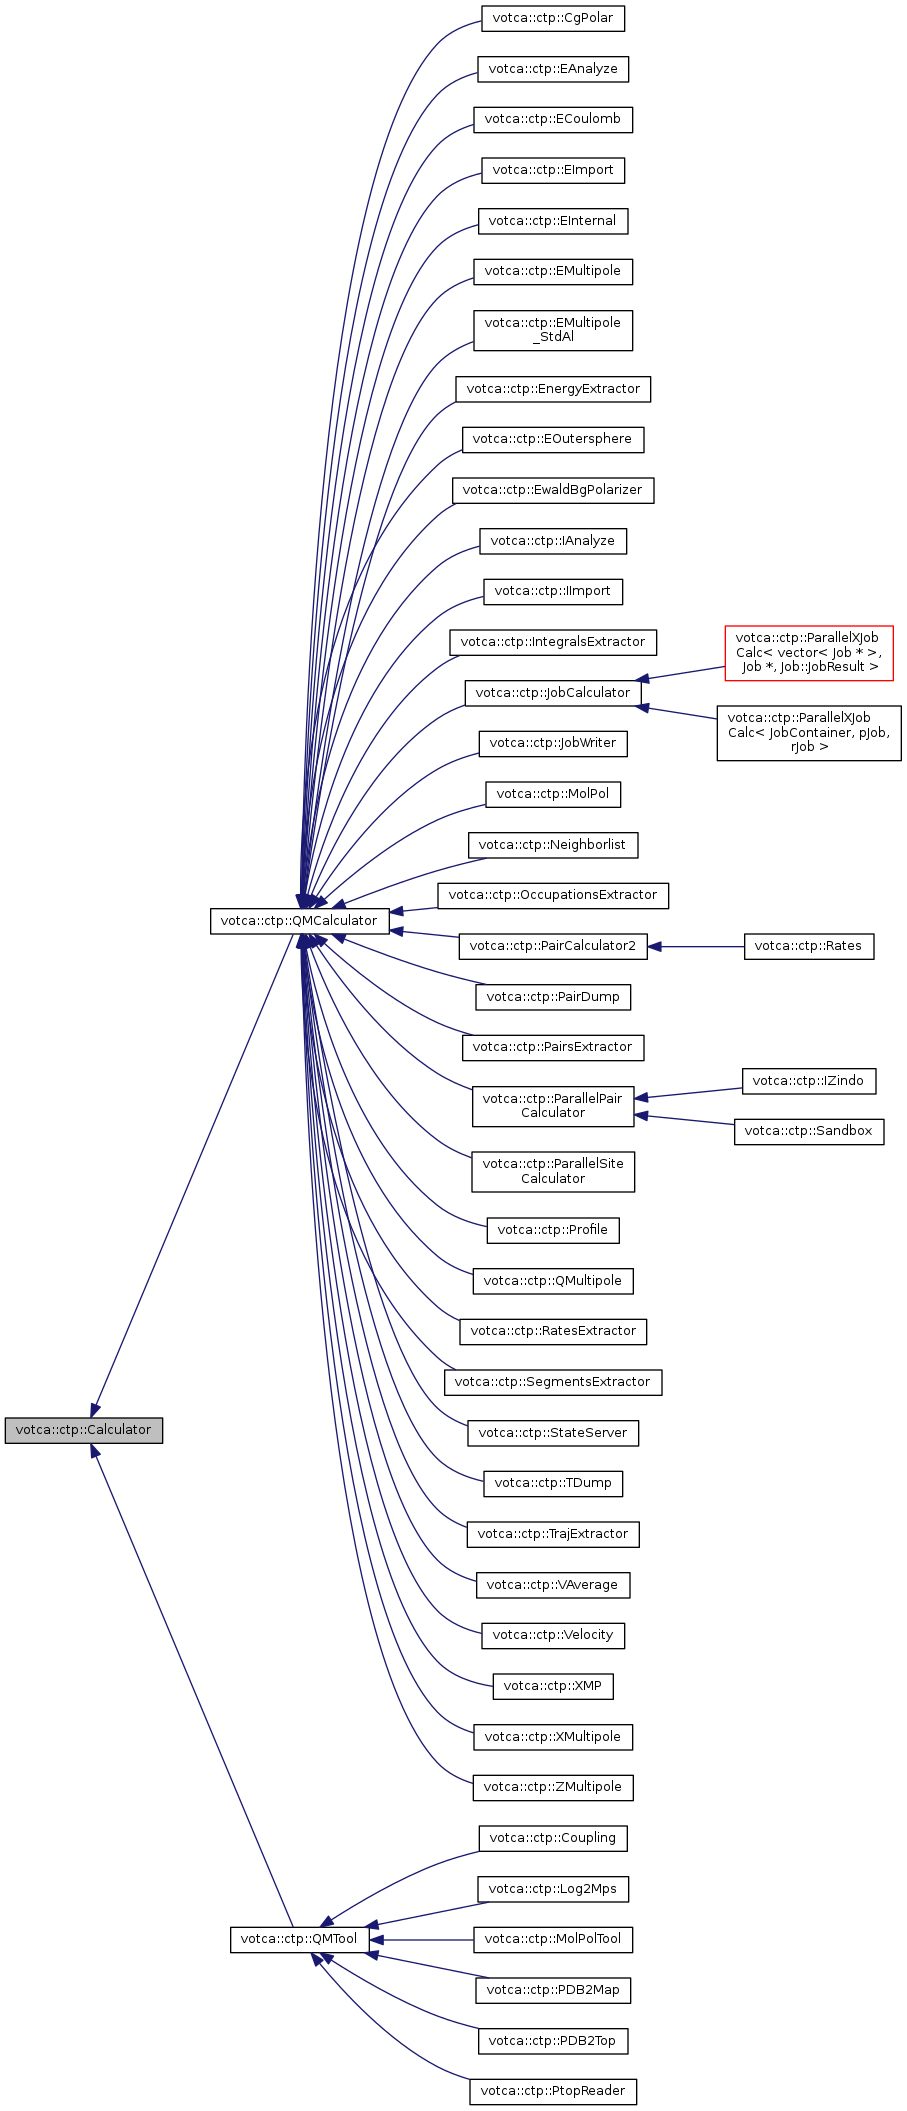 votca::ctp::CgPolar
votca::ctp::EAnalyze
votca::ctp::ECoulomb
votca::ctp::EImport
votca::ctp::EInternal
votca::ctp::EMultipole
votca::ctp::EMultipole
_StdAl
votca::ctp::EnergyExtractor
votca::ctp::EOutersphere
votca::ctp::EwaldBgPolarizer
votca::ctp::IAnalyze
votca::ctp::IImport
votca::ctp::IntegralsExtractor
votca::ctp::ParallelXJob
Calc< vector< Job * >,
Job *, Job::JobResult >
votca::ctp::JobCalculator
votca::ctp::ParallelXJob
Calc< JobContainer, pJob,
rJob >
votca::ctp::JobWriter
votca::ctp::MolPol
votca::ctp::Neighborlist
votca::ctp::OccupationsExtractor
votca::ctp::QMCalculator
votca::ctp::PairCalculator2
votca::ctp::Rates
votca::ctp::PairDump
votca::ctp::PairsExtractor
votca::ctp::IZindo
votca::ctp::ParallelPair
Calculator
votca::ctp::Sandbox
votca::ctp::ParallelSite
Calculator
votca::ctp::Profile
votca::ctp::QMultipole
votca::ctp::RatesExtractor
votca::ctp::SegmentsExtractor
votca::ctp::Calculator
votca::ctp::StateServer
votca::ctp::TDump
votca::ctp::TrajExtractor
votca::ctp::VAverage
votca::ctp::Velocity
votca::ctp::XMP
votca::ctp::XMultipole
votca::ctp::ZMultipole
votca::ctp::Coupling
votca::ctp::Log2Mps
votca::ctp::QMTool
votca::ctp::MolPolTool
votca::ctp::PDB2Map
votca::ctp::PDB2Top
votca::ctp::PtopReader